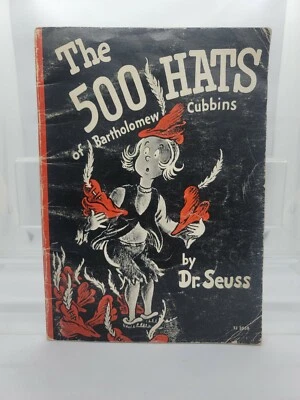 The
500 HATS
of Bartholomew Cubbins
by
Dr. Seuss